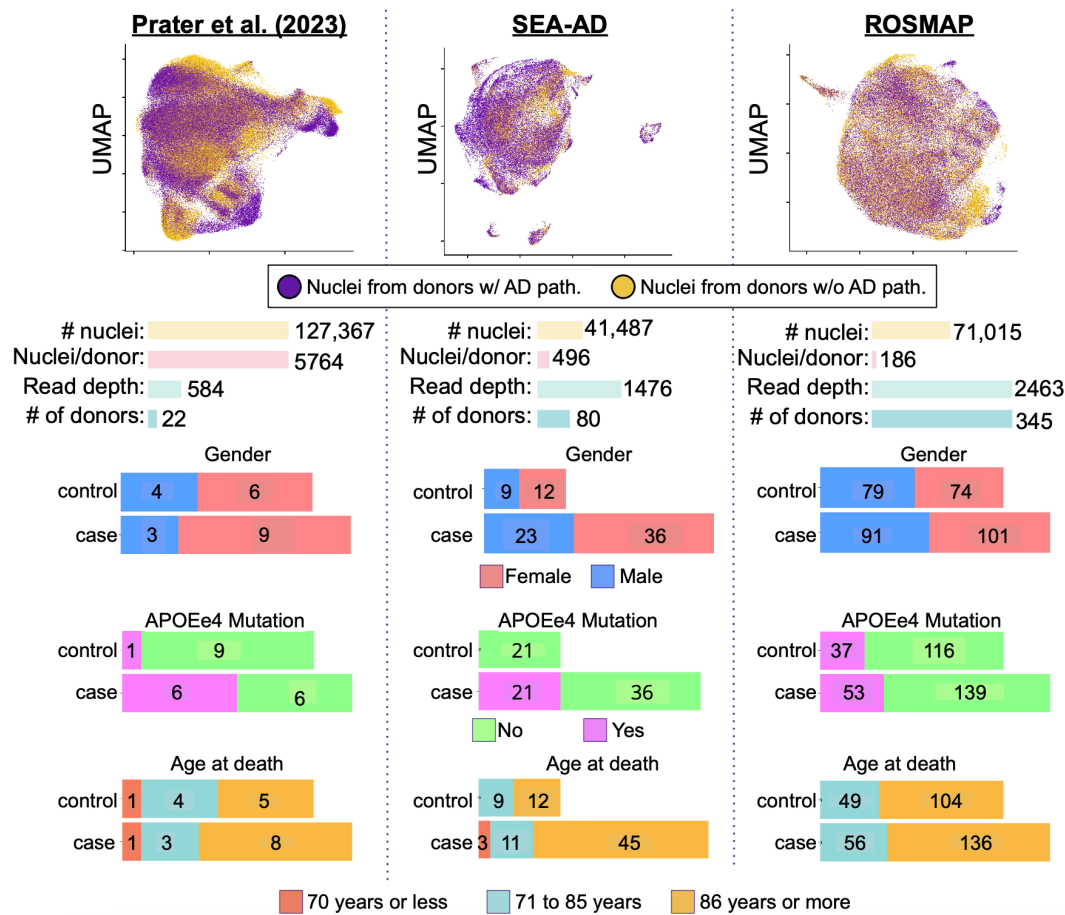 Prater et al. (2023)
SEA-AD
ROSMAP
UMAP
UMAP
UMAP
Nuclei from donors w/ AD path.
Nuclei from donors w/o AD path.
# nuclei: 127,367
Nuclei/donor: 5764
Read depth: 584
# of donors: 22
# nuclei: 41,487
Nuclei/donor: 496
Read depth: 1476
# of donors: 80
# nuclei: 71,015
Nuclei/donor: 186
Read depth: 2463
# of donors: 345
Gender
control 4 6
case 3 9
Gender
control 9 12
case 23 36
Female Male
Gender
control 79 74
case 91 101
APOEe4 Mutation
control 1 9
case 6 6
APOEe4 Mutation
control 21
case 21 36
No Yes
APOEe4 Mutation
control 37 116
case 53 139
Age at death
control 1 4 5
case 1 3 8
Age at death
control 9 12
case 3 11 45
Age at death
control 49 104
case 56 136
70 years or less 71 to 85 years 86 years or more